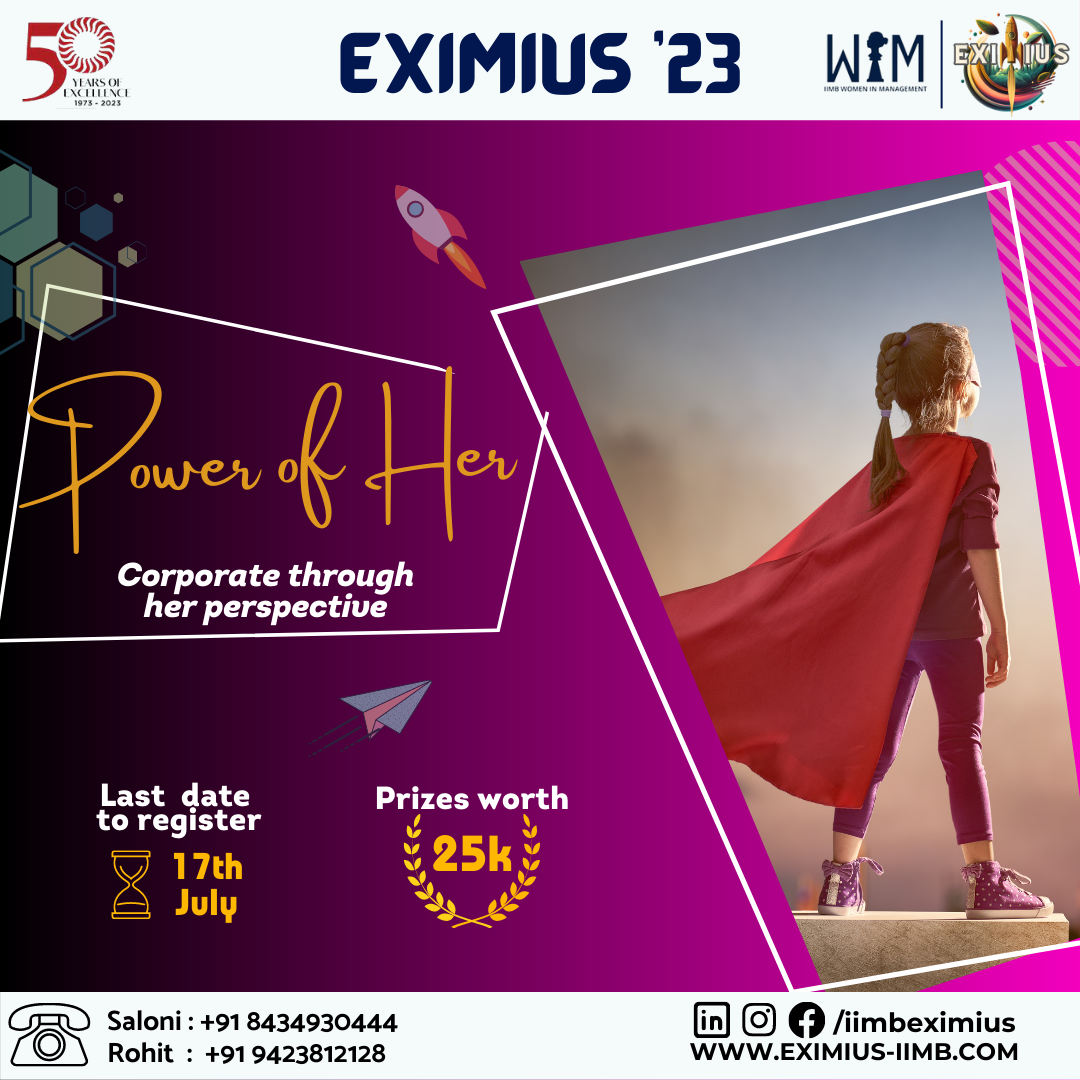 50
YEARS OF
EXCELLENCE
1973 - 2023
EXIMIUS '23
WIM
IIMB WOMEN IN MANAGEMENT
EXIMIUS
Power of Her
Corporate through
her perspective
Last date
to register
17th
July
Prizes worth
25k
Saloni : +91 8434930444
Rohit : +91 9423812128
in
/iimbeximius
WWW.EXIMIUS-IIMB.COM